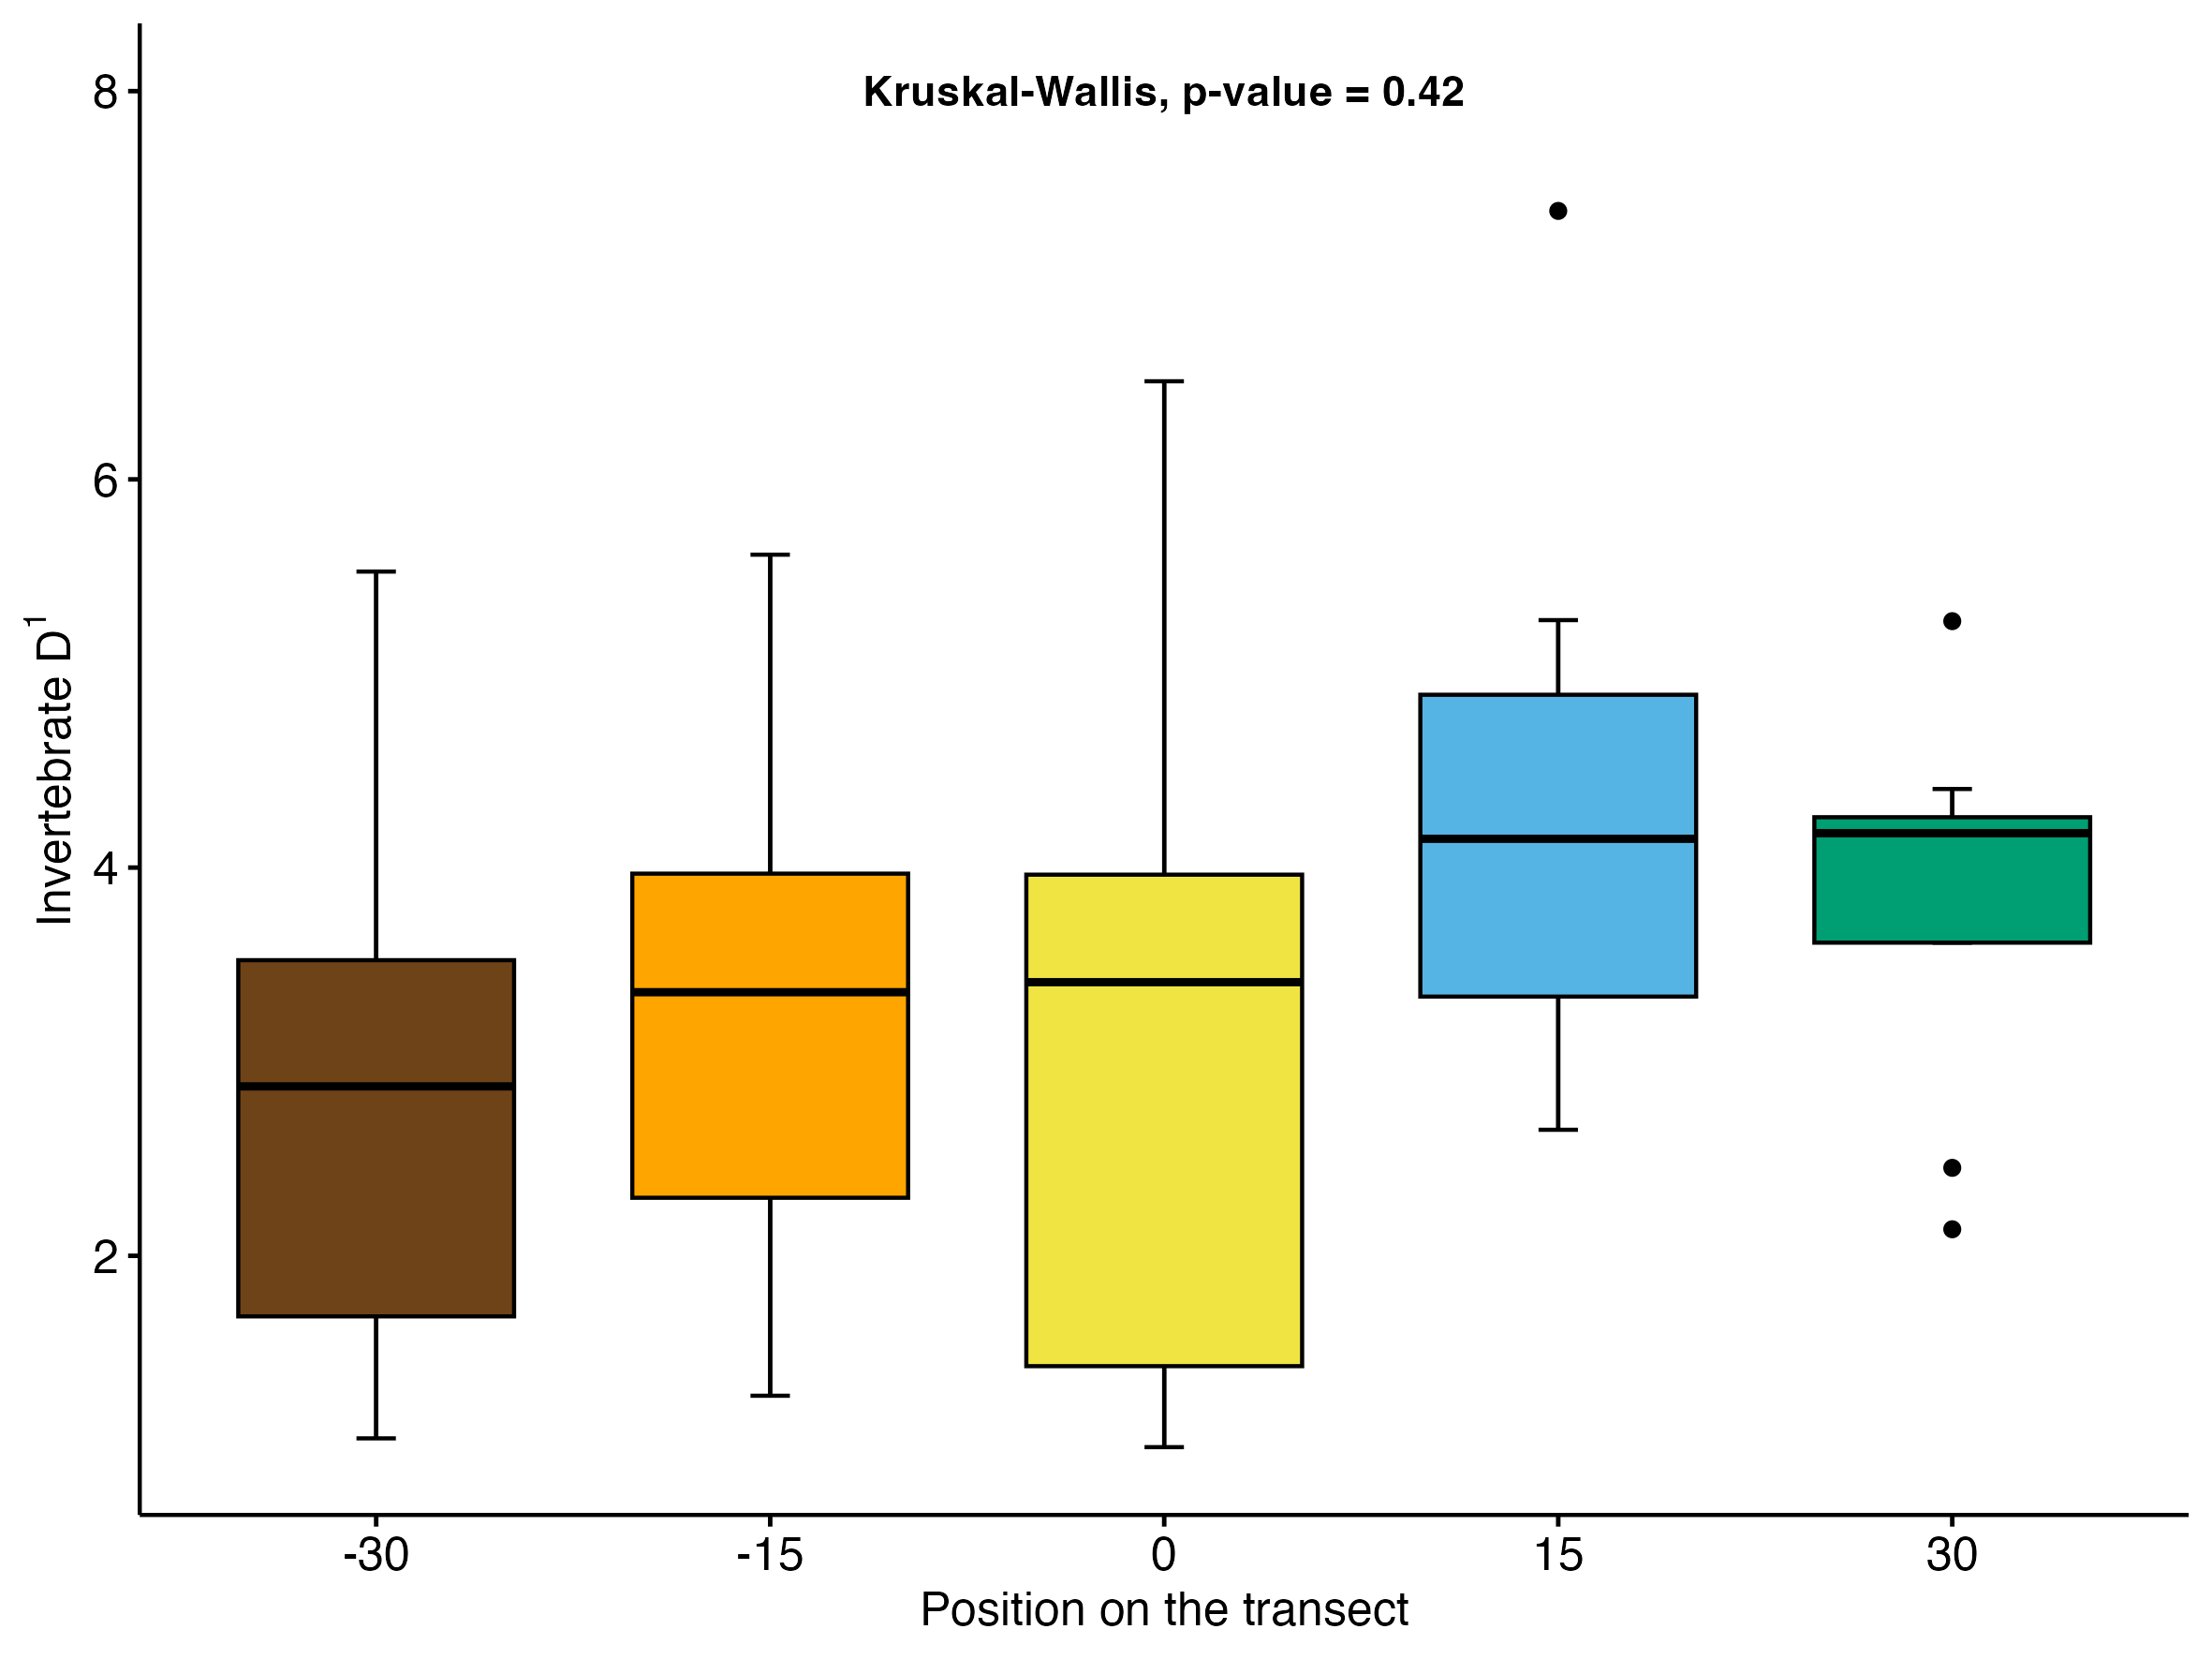 Kruskal-Wallis, p-value = 0.42
8
6
4
2
Invertebrate D¹
-30 -15 0 15 30
Position on the transect